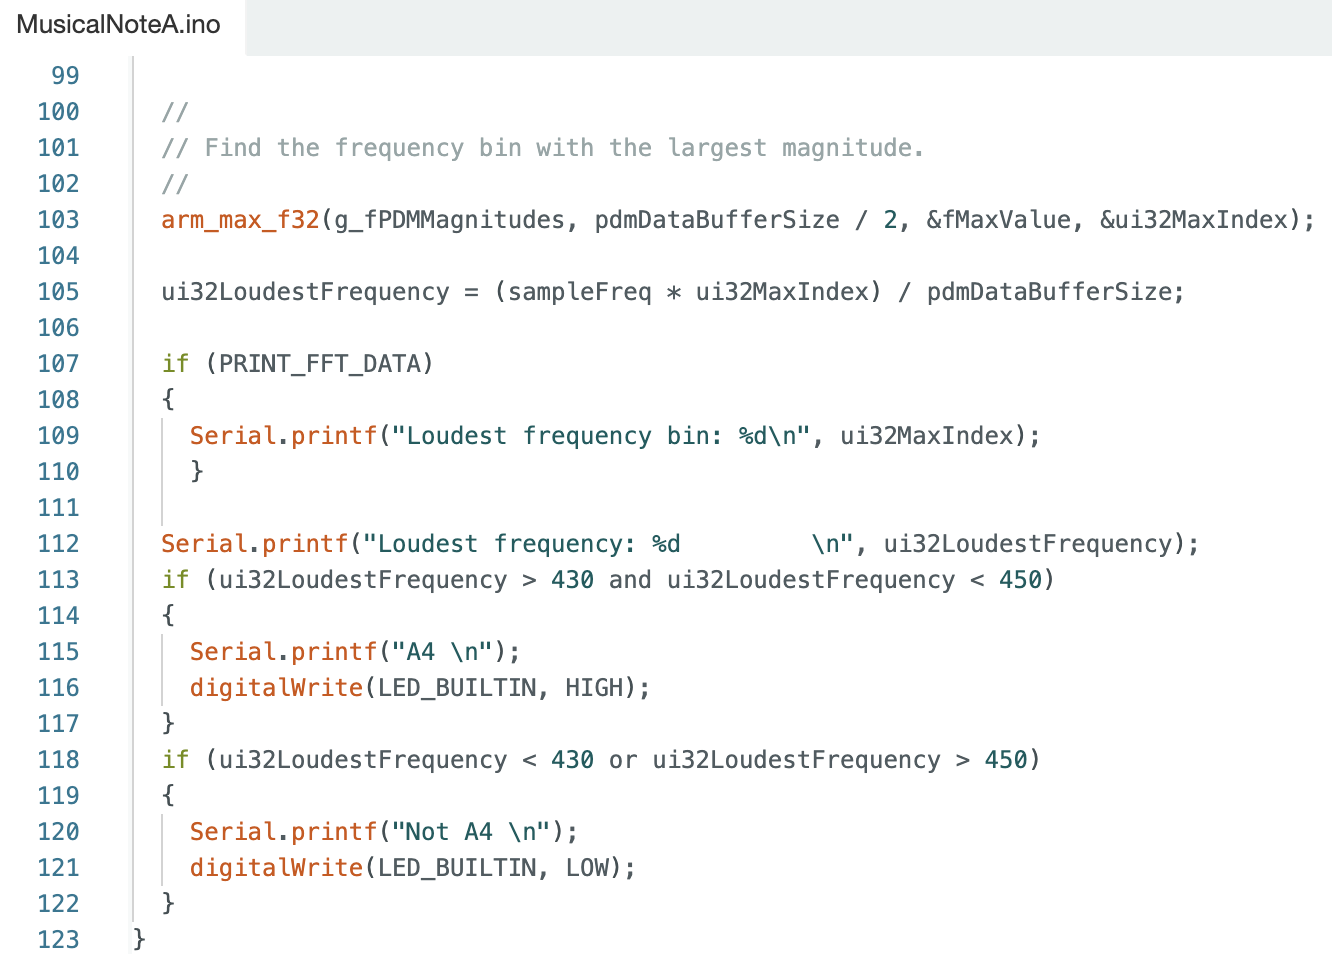 MusicalNoteA.ino
99
100 //
101 // Find the frequency bin with the largest magnitude.
102 //
103 arm_max_f32(g_fPDMMagnitudes, pdmDataBufferSize / 2, &fMaxValue, &ui32MaxIndex);
104
105 ui32LoudestFrequency = (sampleFreq * ui32MaxIndex) / pdmDataBufferSize;
106
107 if (PRINT_FFT_DATA)
108 {
109 Serial.printf("Loudest frequency bin: %d\n", ui32MaxIndex);
110 }
111
112 Serial.printf("Loudest frequency: %d         \n", ui32LoudestFrequency);
113 if (ui32LoudestFrequency > 430 and ui32LoudestFrequency < 450)
114 {
115 Serial.printf("A4 \n");
116 digitalWrite(LED_BUILTIN, HIGH);
117 }
118 if (ui32LoudestFrequency < 430 or ui32LoudestFrequency > 450)
119 {
120 Serial.printf("Not A4 \n");
121 digitalWrite(LED_BUILTIN, LOW);
122 }
123 }